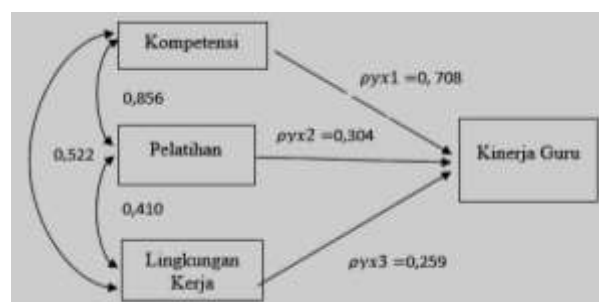 Kompetensi
ρyx1 =0, 708
0,856
Pelatihan
ρyx2 =0,304
Kinerja Guru
0,522
0,410
Lingkungan
Kerja
ρyx3 =0,259